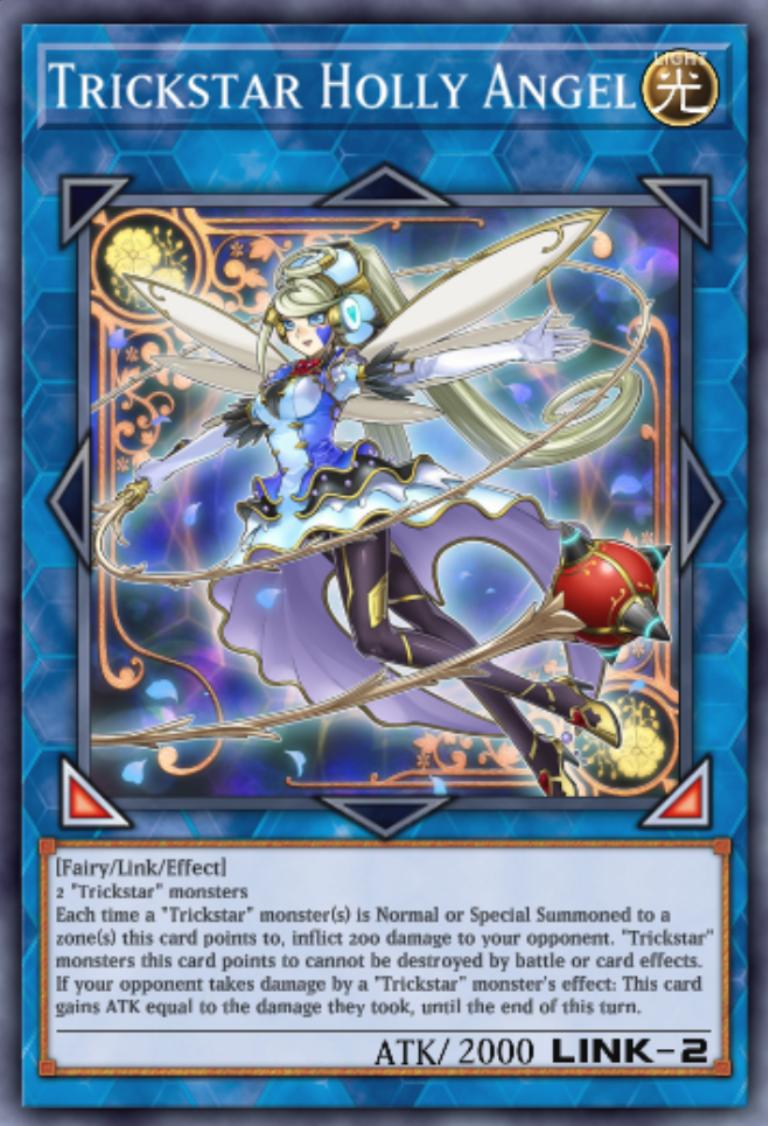 TRICKSTAR HOLLY ANGEL
LIGHT
光
[Fairy/Link/Effect]
2 "Trickstar" monsters
Each time a "Trickstar" monster(s) is Normal or Special Summoned to a
zone(s) this card points to, inflict 200 damage to your opponent. "Trickstar"
monsters this card points to cannot be destroyed by battle or card effects.
If your opponent takes damage by a "Trickstar" monster's effect: This card
gains ATK equal to the damage they took, until the end of this turn.
ATK/ 2000 LINK-2